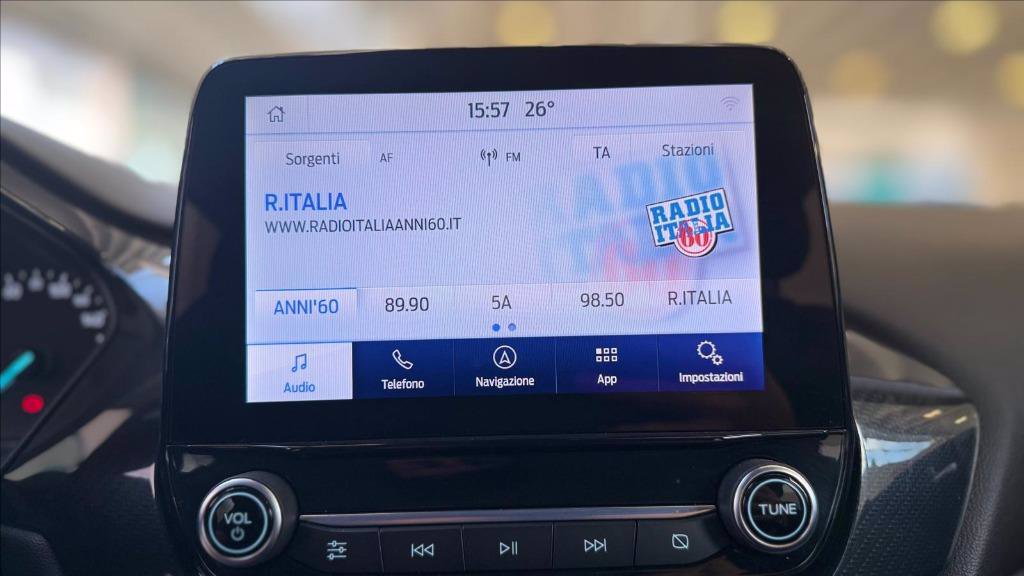 15:57 26°
Sorgenti AF FM TA Stazioni
R.ITALIA
WWW.RADIOITALIAANNI60.IT
RADIO
ITALIA
60
ANNI'60 89.90 5A 98.50 R.ITALIA
Audio Telefono Navigazione App Impostazioni
VOL TUNE